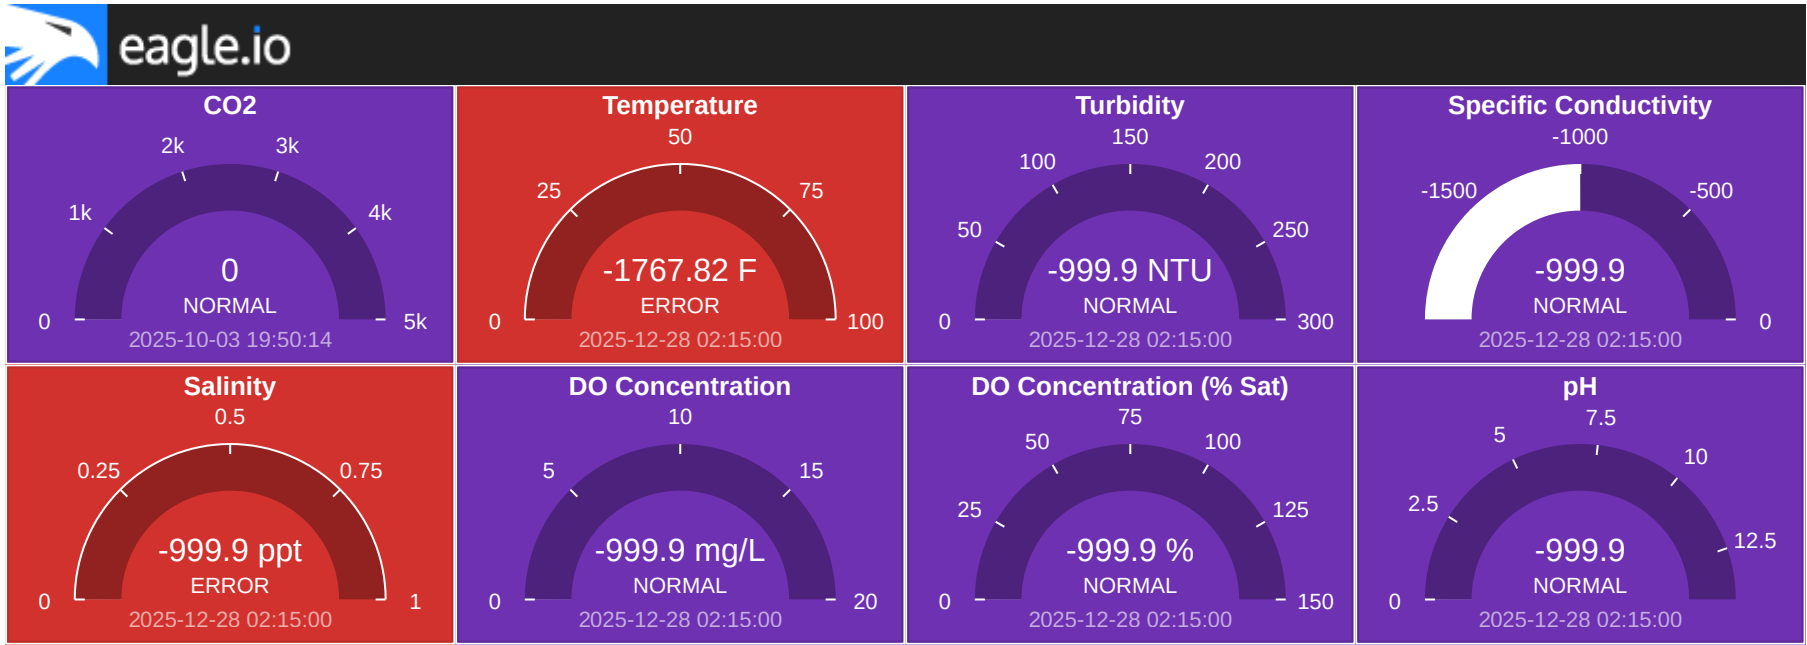 eagle.io
CO2
2k 3k
1k 4k
0
NORMAL
0 5k
2025-10-03 19:50:14
Temperature
50
25 75
-1767.82 F
ERROR
0 100
2025-12-28 02:15:00
Turbidity
150
100 200
50 250
-999.9 NTU
NORMAL
0 300
2025-12-28 02:15:00
Specific Conductivity
-1000
-1500 -500
-999.9
NORMAL
0
2025-12-28 02:15:00
Salinity
0.5
0.25 0.75
-999.9 ppt
ERROR
0 1
2025-12-28 02:15:00
DO Concentration
10
5 15
-999.9 mg/L
NORMAL
0 20
2025-12-28 02:15:00
DO Concentration (% Sat)
75
50 100
25 125
-999.9 %
NORMAL
0 150
2025-12-28 02:15:00
pH
7.5
5 10
2.5 12.5
-999.9
NORMAL
0
2025-12-28 02:15:00